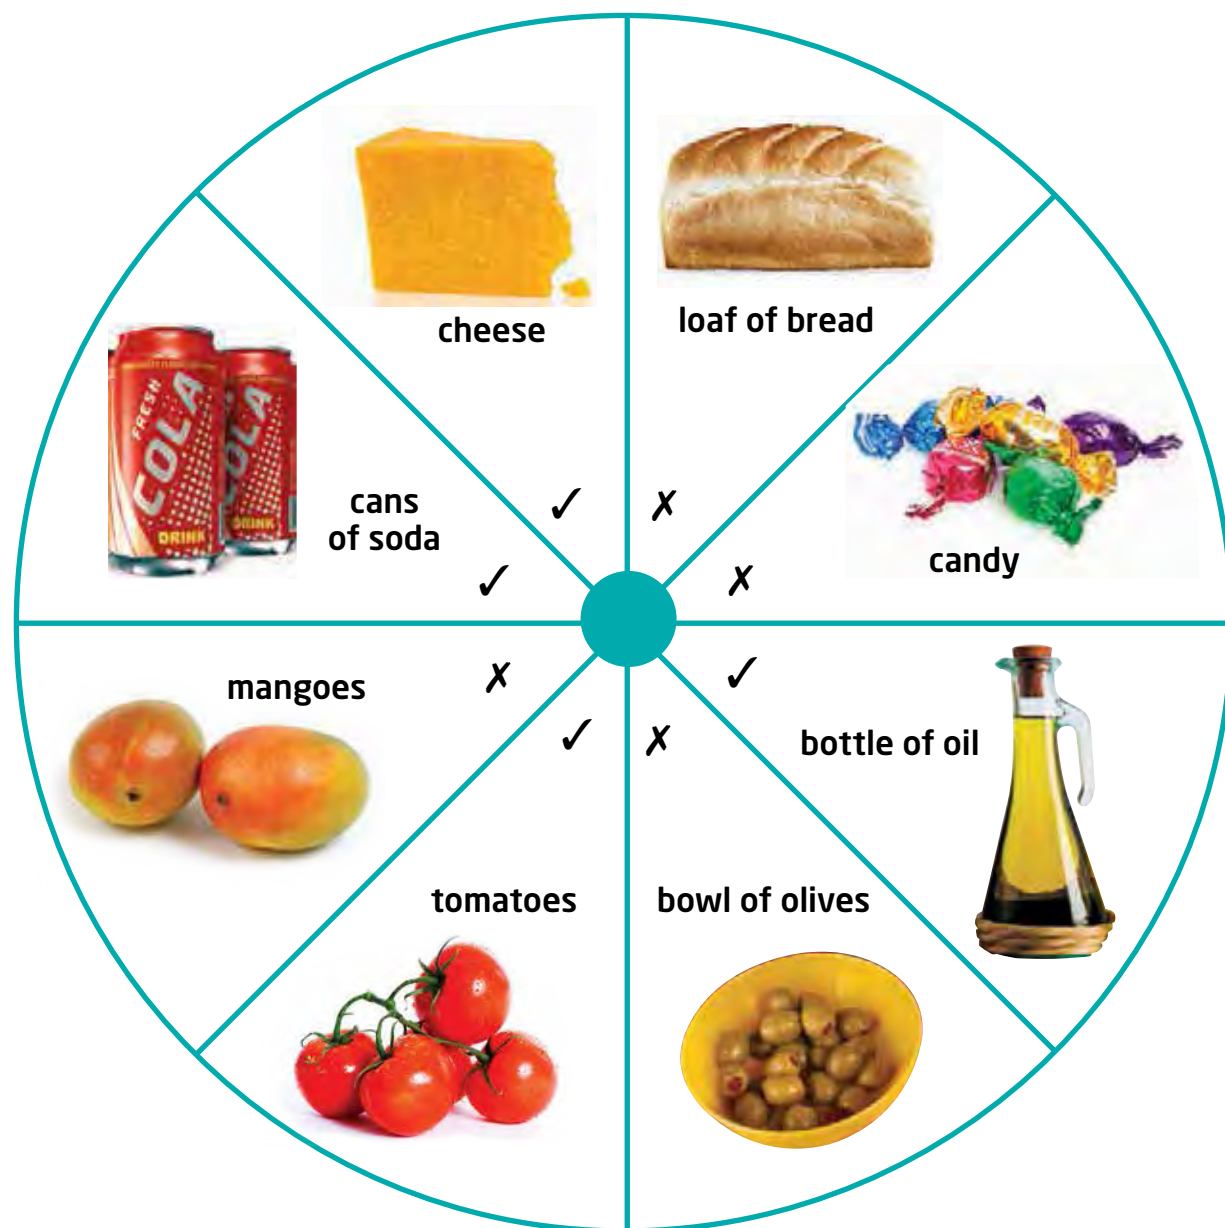 cheese
loaf of bread
FRESH
COLA
DRINK
COLA
DRINK
cans
of soda
✓
✗
candy
✓
✗
mangoes
✗
✓
bottle of oil
✓
✗
tomatoes
bowl of olives